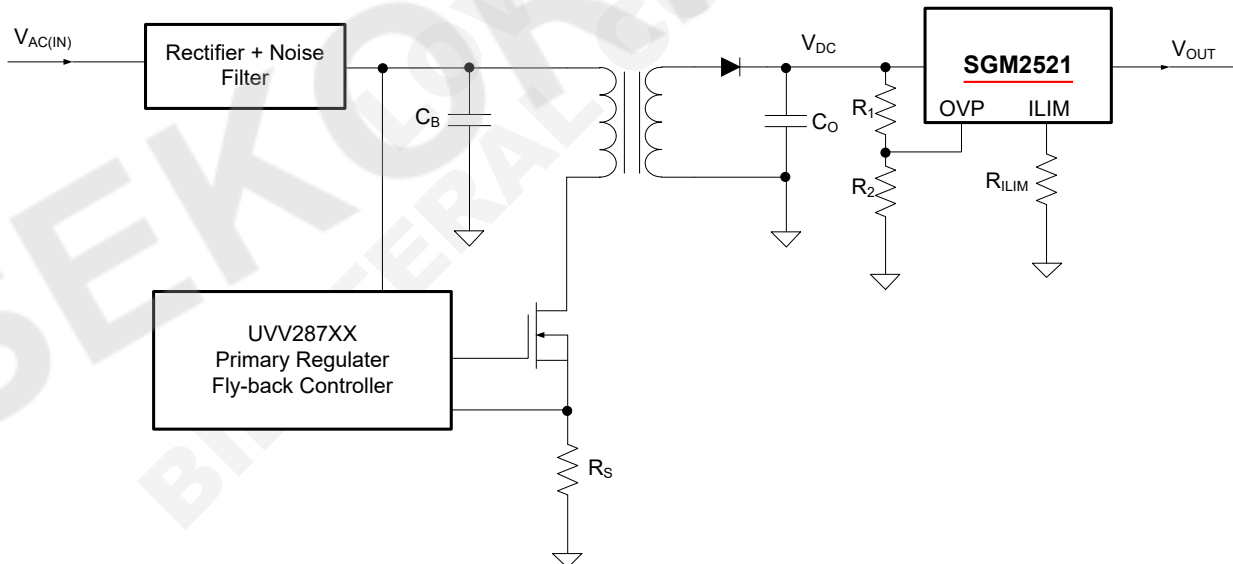 V_AC(IN)
Rectifier + Noise
Filter
V_DC
SGM2521
OVP
ILIM
V_OUT
C_B
C_O
R_1
R_2
R_ILIM
UVV287XX
Primary Regulater
Fly-back Controller
R_S